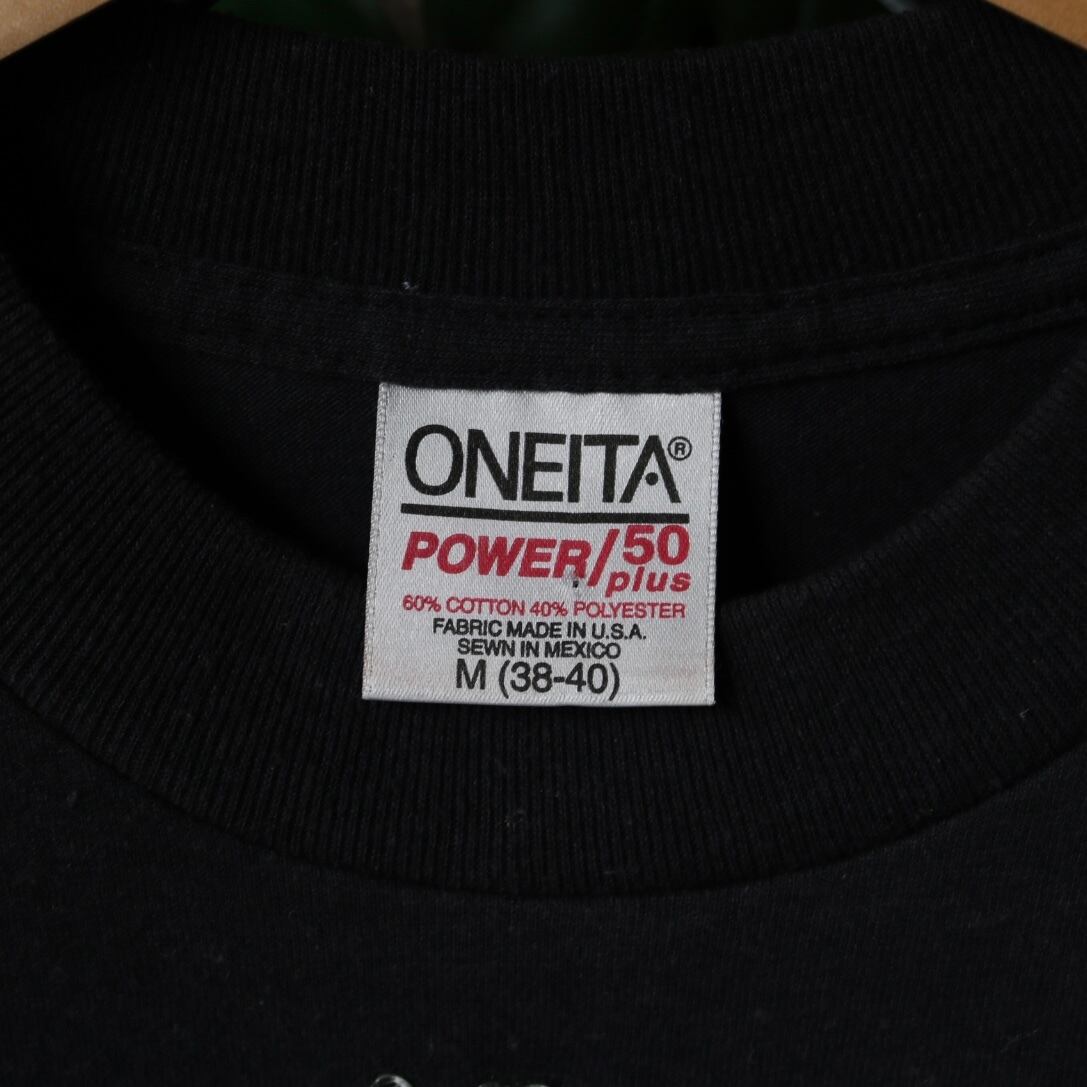 ONEITA®
POWER/50 plus
60% COTTON 40% POLYESTER
FABRIC MADE IN U.S.A.
SEWN IN MEXICO
M (38-40)